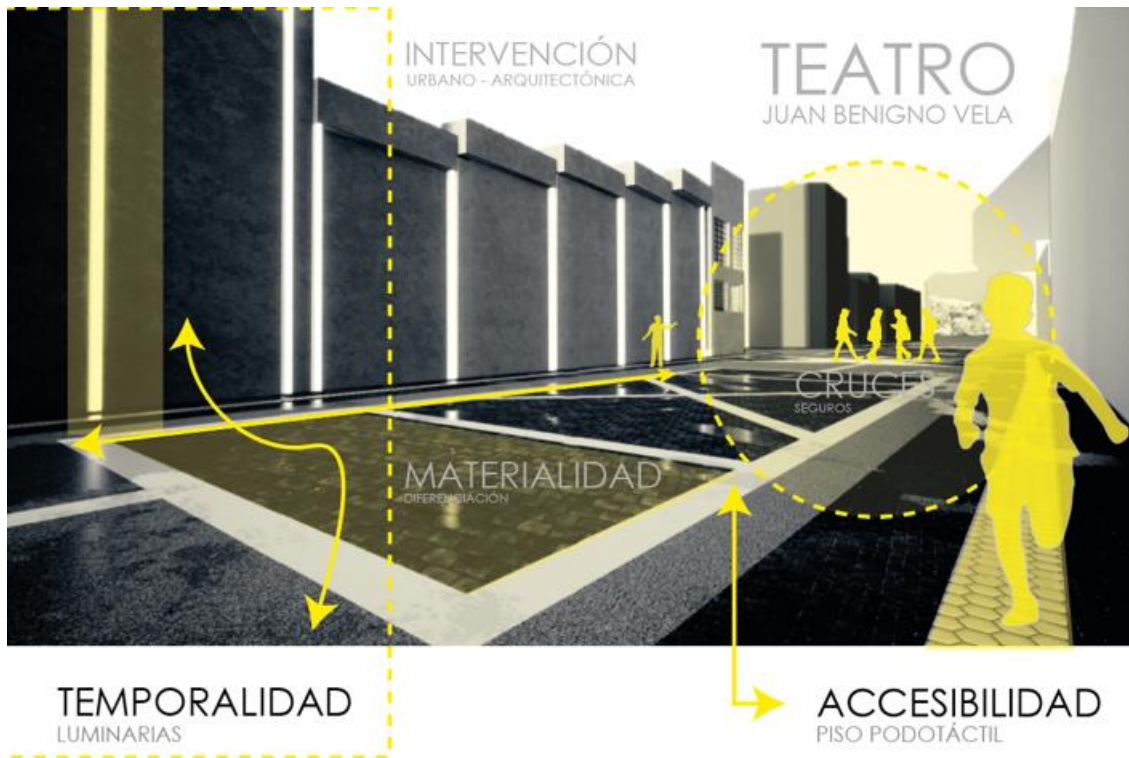 INTERVENCIÓN
URBANO - ARQUITECTÓNICA
TEATRO
JUAN BENIGNO VELA
CRUCES
SEGUROS
MATERIALIDAD
DIFERENCIACIÓN
TEMPORALIDAD
LUMINARIAS
ACCESIBILIDAD
PISO PODOTÁCTIL